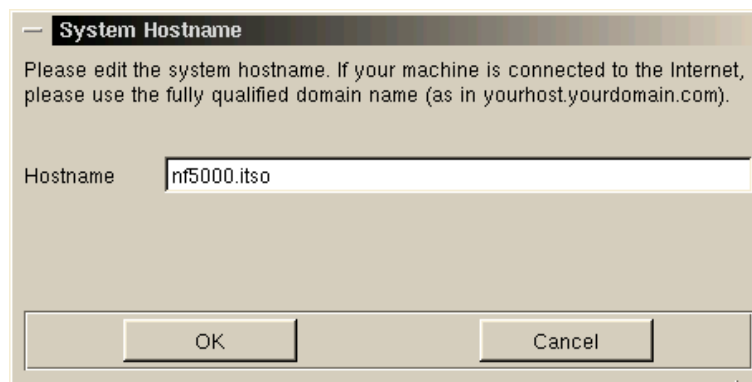 System Hostname
Please edit the system hostname. If your machine is connected to the Internet,
please use the fully qualified domain name (as in yourhost.yourdomain.com).
Hostname nf5000.itso
OK Cancel